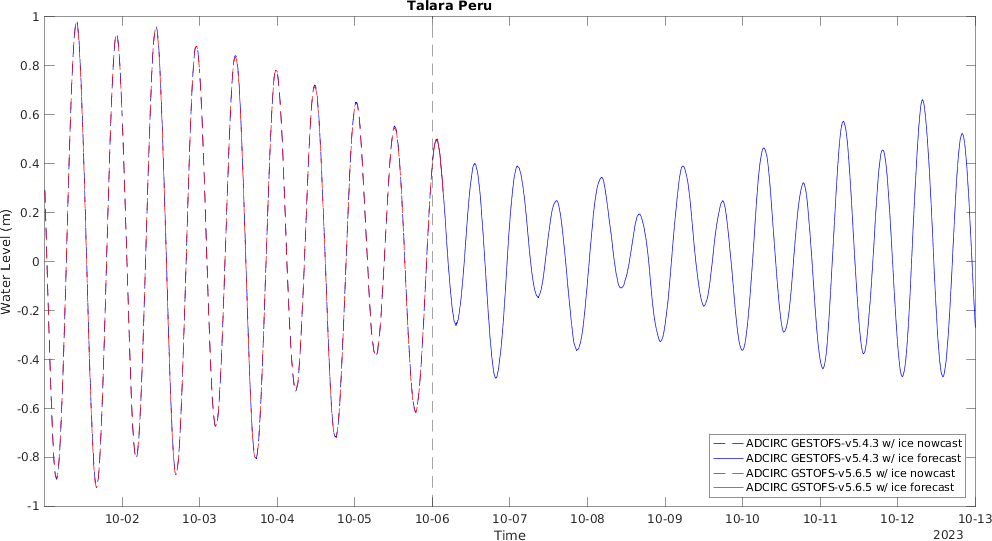 Talara Peru
Water Level (m)
1
0.8
0.6
0.4
0.2
0
-0.2
-0.4
-0.6
-0.8
-1
ADCIRC GESTOFS-v5.4.3 w/ ice nowcast
ADCIRC GESTOFS-v5.4.3 w/ ice forecast
ADCIRC GSTOFS-v5.6.5 w/ ice nowcast
ADCIRC GSTOFS-v5.6.5 w/ ice forecast
10-02 10-03 10-04 10-05 10-06 10-07 10-08 10-09 10-10 10-11 10-12 10-13
Time
2023